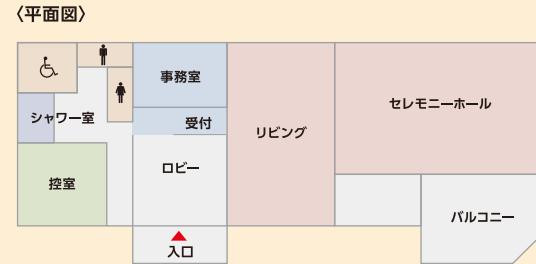 〈平面図〉
事務室
シャワー室
受付
リビング
セレモニーホール
控室
ロビー
バルコニー
入口